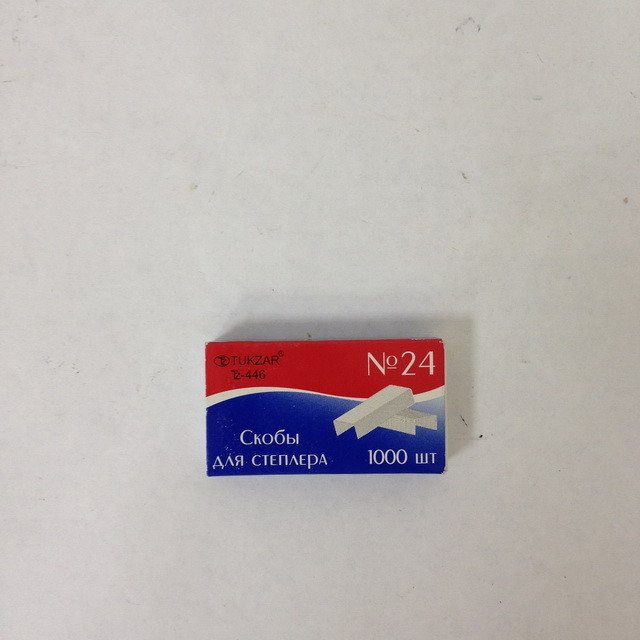 TUKZAR®
Tz-446
№24
Скобы
для степлера
1000 шт